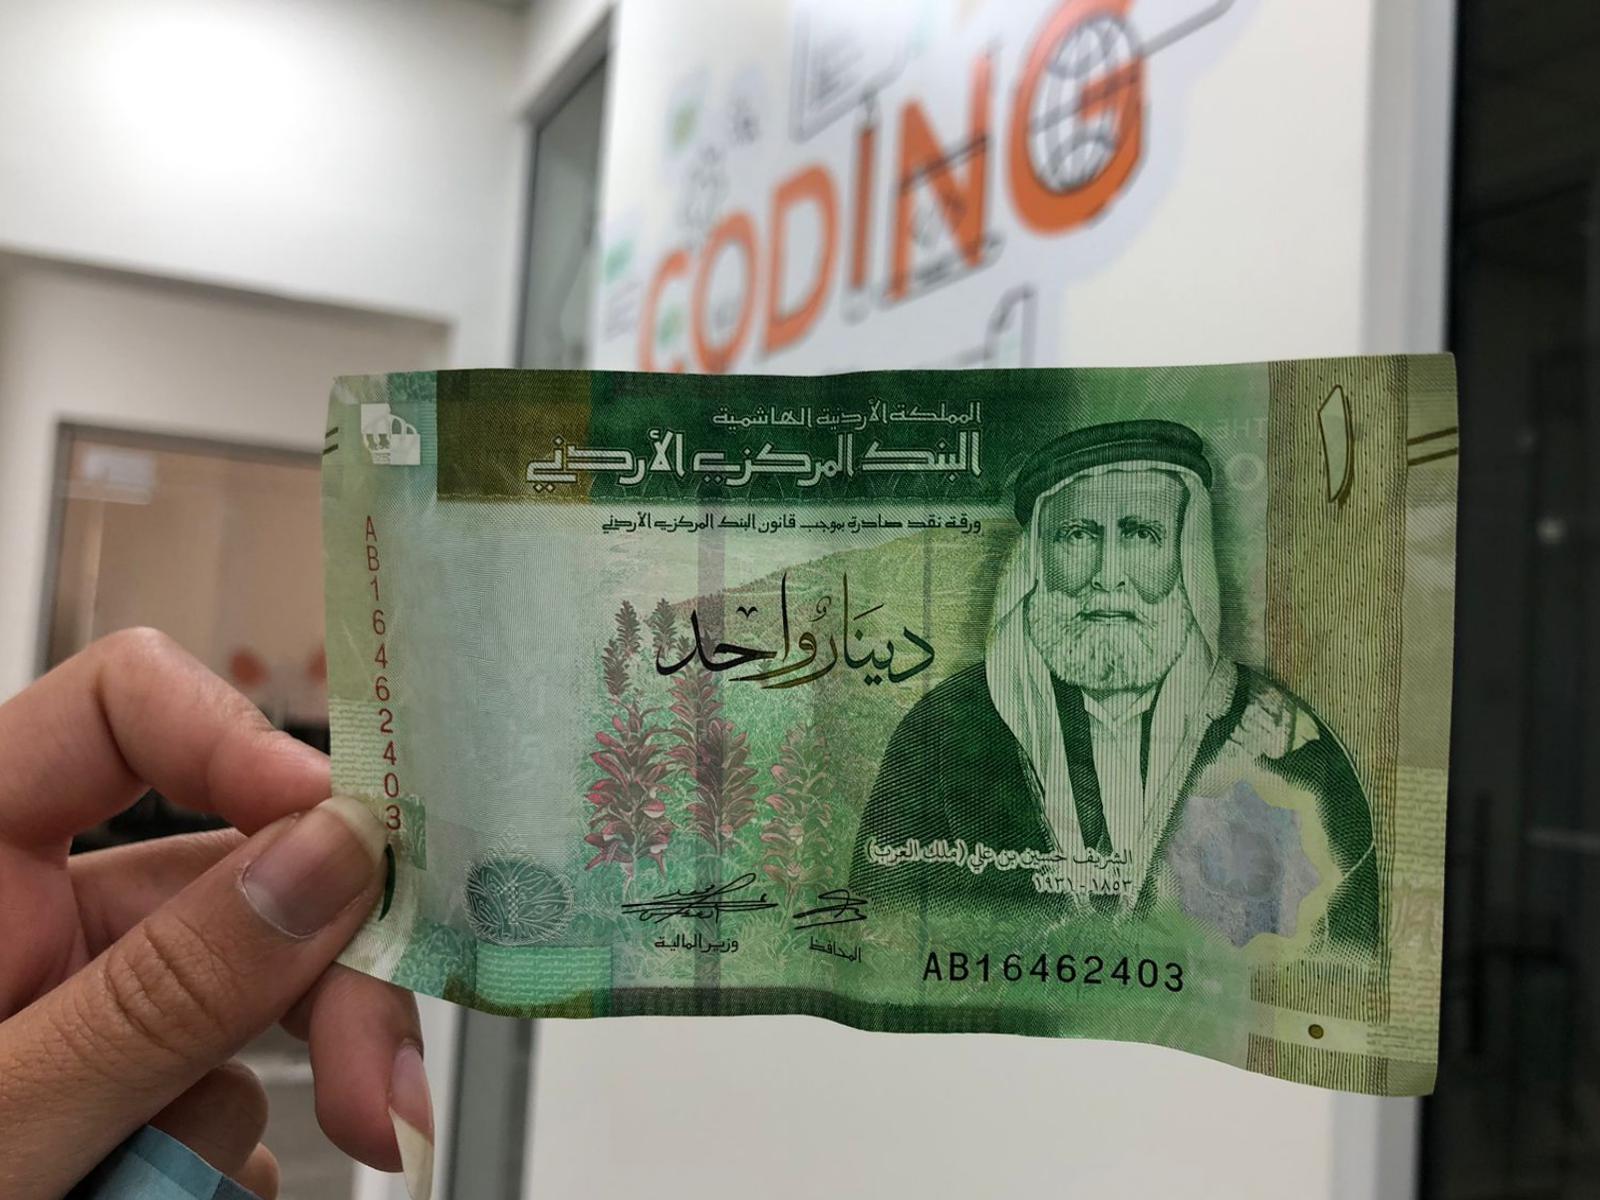 CODING
المملكة الأردنية الهاشمية
البنك المركزي الأردني
ورقة نقد صادرة بموجب قانون البنك المركزي الأردني
١
دينار واحد
AB16462403
الشريف حسين بن علي (ملك العرب)
١٨٥٣ - ١٩٣١
المحافظ
وزير المالية
AB16462403